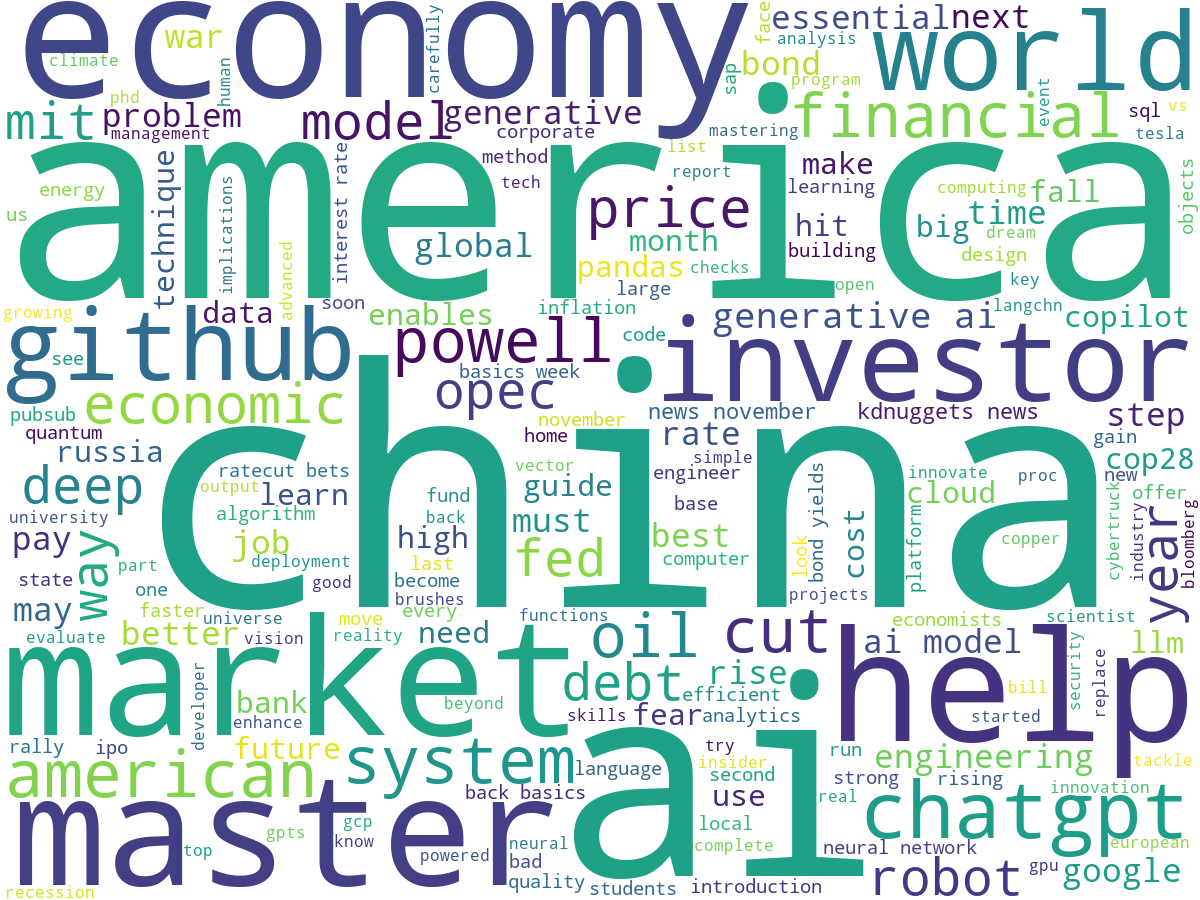 economy
war
climate
human
carefully
face
essential
next
analysis
world
bond
sap
program
phd
mit
problem
management
model
generative
corporate
mastering
financial
event
sql
vs
tesla
america
energy
us
technique
implications
advanced
interest rate
method
tech
list
report
price
make
learning
hit
building
computing
fall
time
big
dream
design
objects
global
month
pandas
checks
large
open
key
langchn
growing
data
soon
enables
inflation
github
see
powell
basics week
code
generative ai
copilot
investor
opec
pubsub
economic
quantum
november
news november
kdnuggets news
step
russia
home
rate
simple
gain
cop28
china
deep
ratecut bets
output
learn
algorithm
vector
fund
back
guide
engineer
base
bond yields
innovate
cloud
proc
new
offer
university
pay
way
job
deployment
high
must
fed
best
computer
cost
look
platform
copper
cybertruck
industry
bloomberg
year
state
part
one
good
last
become
brushes
projects
may
faster
universe
move
every
functions
economists
scientist
evaluate
better
vision
reality
need
oil
cut
ai model
llm
market
help
security
replace
developer
bank
enhance
beyond
debt
rise
efficient
bill
skills
fear
analytics
started
rally
ipo
future
system
language
try
insider
second
run
engineering
tackle
american
back basics
use
strong
rising
real
innovation
master
ai
chatgpt
gpts
gcp
know
top
powered
neural
bad
local
complete
neural network
european
recession
quality
students
introduction
robot
gpu
google